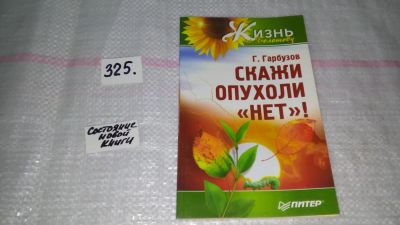 325.
Состояние
новой
книги
Жизнь
Г. Гарбузов
СКАЖИ
ОПУХОЛИ
«НЕТ»!
ПИТЕР